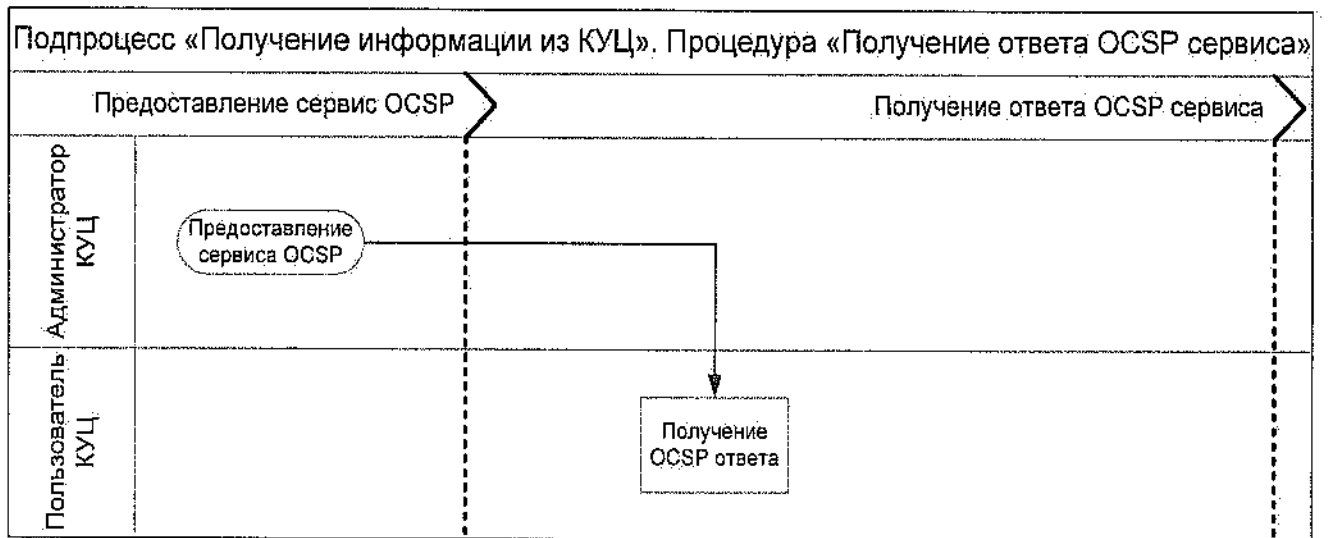 Подпроцесс «Получение информации из КУЦ». Процедура «Получение ответа OCSP сервиса»
Предоставление сервис OCSP
Получение ответа OCSP сервиса
Администратор
КУЦ
Предоставление
сервиса OCSP
Пользователь
КУЦ
Получение
OCSP ответа